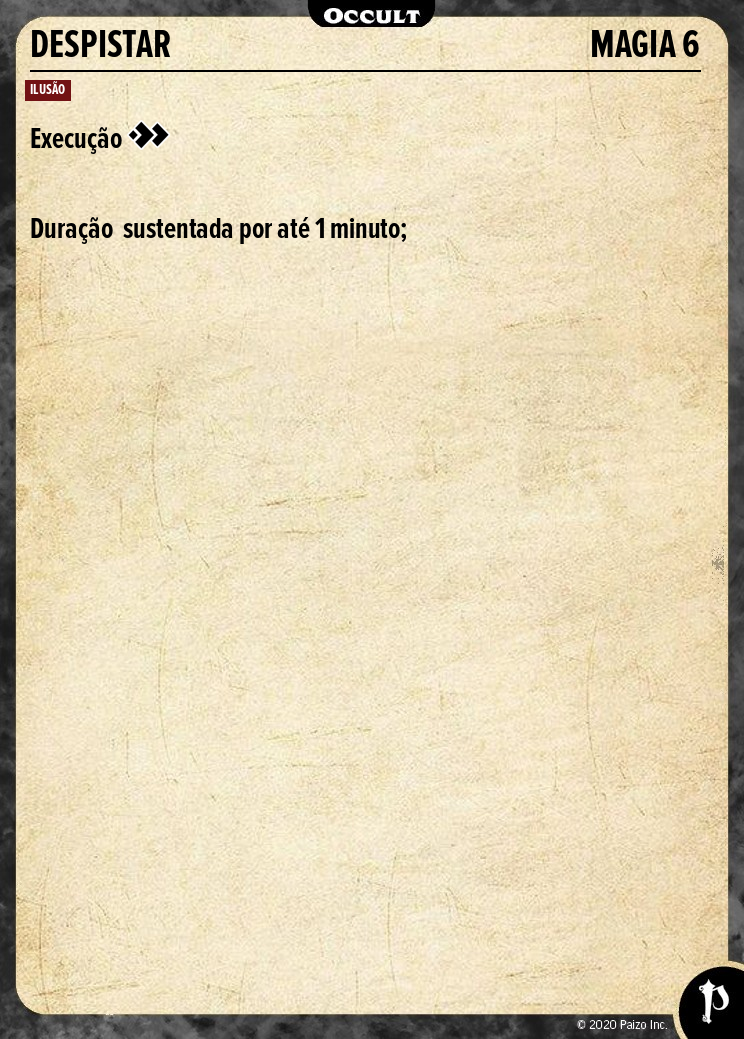 OCCULT
DESPISTAR MAGIA 6
ILUSÃO
Execução
Duração sustentada por até 1 minuto;
© 2020 Paizo Inc.